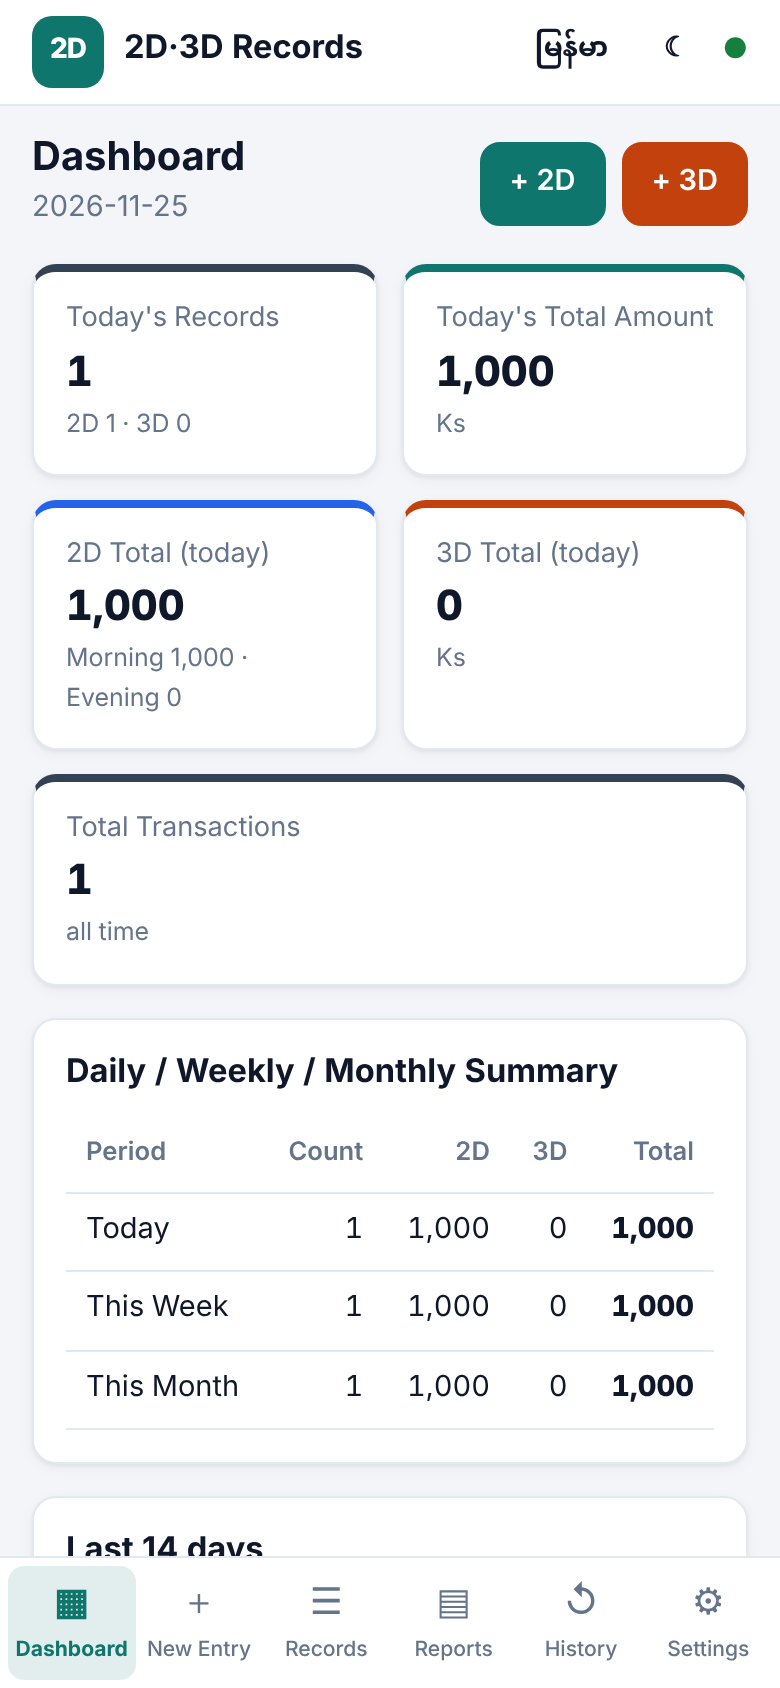 2D 2D·3D Records မြန်မာ
Dashboard
2026-11-25
+ 2D + 3D
Today's Records
1
2D 1 · 3D 0
Today's Total Amount
1,000
Ks
2D Total (today)
1,000
Morning 1,000 ·
Evening 0
3D Total (today)
0
Ks
Total Transactions
1
all time
Daily / Weekly / Monthly Summary
Period Count 2D 3D Total
Today 1 1,000 0 1,000
This Week 1 1,000 0 1,000
This Month 1 1,000 0 1,000
Last 14 days
Dashboard New Entry Records Reports History Settings